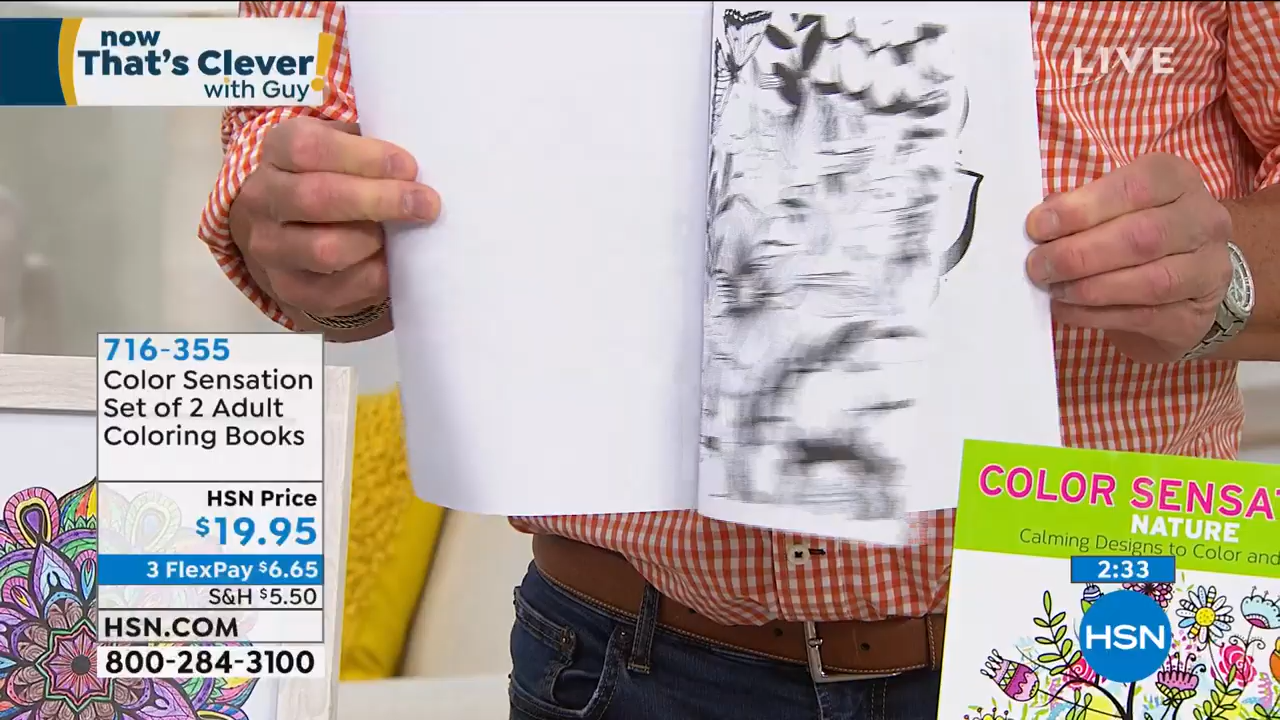 now
That's Clever!
with Guy
LIVE
716-355
Color Sensation
Set of 2 Adult
Coloring Books
HSN Price
$19.95
3 FlexPay $6.65
S&H $5.50
HSN.COM
800-284-3100
COLOR SENSA
NATURE
Calming Designs to Color and
2:33
HSN